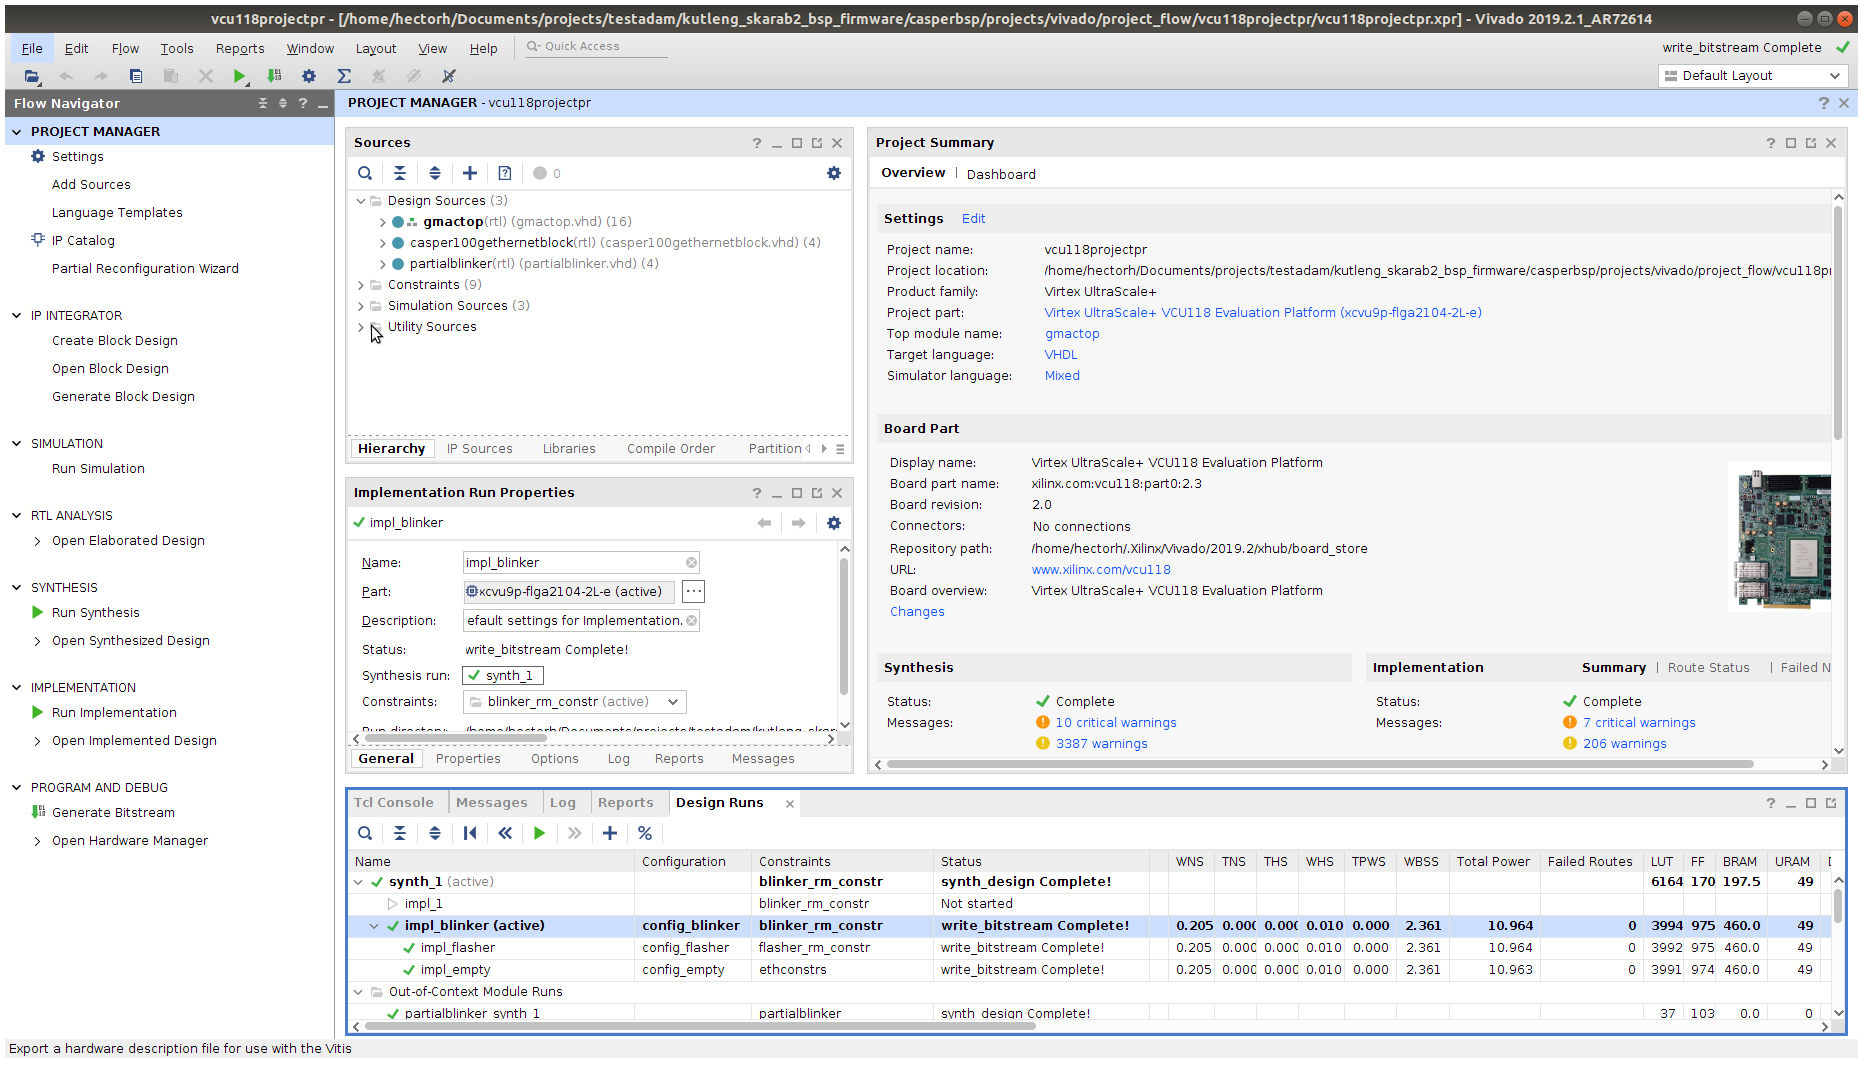 vcu118projectpr - [/home/hectorh/Documents/projects/testadam/kutleng_skarab2_bsp_firmware/casperbsp/projects/vivado/project_flow/vcu118projectpr/vcu118projectpr.xpr] - Vivado 2019.2.1_AR72614
File Edit Flow Tools Reports Window Layout View Help Quick Access
write_bitstream Complete
Default Layout
Flow Navigator
PROJECT MANAGER
Settings
Add Sources
Language Templates
IP Catalog
Partial Reconfiguration Wizard
IP INTEGRATOR
Create Block Design
Open Block Design
Generate Block Design
SIMULATION
Run Simulation
RTL ANALYSIS
Open Elaborated Design
SYNTHESIS
Run Synthesis
Open Synthesized Design
IMPLEMENTATION
Run Implementation
Open Implemented Design
PROGRAM AND DEBUG
Generate Bitstream
Open Hardware Manager
PROJECT MANAGER - vcu118projectpr
Sources
0
Design Sources (3)
gmactop(rtl) (gmactop.vhd) (16)
casper100gethernetblock(rtl) (casper100gethernetblock.vhd) (4)
partialblinker(rtl) (partialblinker.vhd) (4)
Constraints (9)
Simulation Sources (3)
Utility Sources
Hierarchy IP Sources Libraries Compile Order Partition
Implementation Run Properties
impl_blinker
Name: impl_blinker
Part: xcvu9p-flga2104-2L-e (active) ...
Description: efault settings for Implementation.
Status: write_bitstream Complete!
Synthesis run: synth_1
Constraints: blinker_rm_constr (active)
Run directory: /home/hectorh/Documents/projects/testadam/kutleng_skar
General Properties Options Log Reports Messages
Project Summary
Overview | Dashboard
Settings Edit
Project name: vcu118projectpr
Project location: /home/hectorh/Documents/projects/testadam/kutleng_skarab2_bsp_firmware/casperbsp/projects/vivado/project_flow/vcu118pr
Product family: Virtex UltraScale+
Project part: Virtex UltraScale+ VCU118 Evaluation Platform (xcvu9p-flga2104-2L-e)
Top module name: gmactop
Target language: VHDL
Simulator language: Mixed
Board Part
Display name: Virtex UltraScale+ VCU118 Evaluation Platform
Board part name: xilinx.com:vcu118:part0:2.3
Board revision: 2.0
Connectors: No connections
Repository path: /home/hectorh/.Xilinx/Vivado/2019.2/xhub/board_store
URL: www.xilinx.com/vcu118
Board overview: Virtex UltraScale+ VCU118 Evaluation Platform
Changes
Synthesis
Status: Complete
Messages: 10 critical warnings
3387 warnings
Implementation Summary | Route Status | Failed N
Status: Complete
Messages: 7 critical warnings
206 warnings
Tcl Console Messages Log Reports Design Runs
Name Configuration Constraints Status WNS TNS THS WHS TPWS WBSS Total Power Failed Routes LUT FF BRAM URAM
synth_1 (active) blinker_rm_constr synth_design Complete! 6164 170 197.5 49
impl_1 blinker_rm_constr Not started
impl_blinker (active) config_blinker blinker_rm_constr write_bitstream Complete! 0.205 0.000 0.000 0.010 0.000 2.361 10.964 0 3994 975 460.0 49
impl_flasher config_flasher flasher_rm_constr write_bitstream Complete! 0.205 0.000 0.000 0.010 0.000 2.361 10.964 0 3992 975 460.0 49
impl_empty config_empty ethconstrs write_bitstream Complete! 0.205 0.000 0.000 0.010 0.000 2.361 10.963 0 3991 974 460.0 49
Out-of-Context Module Runs
partialblinker_synth_1 partialblinker synth_design Complete! 37 103 0.0 0
Export a hardware description file for use with the Vitis